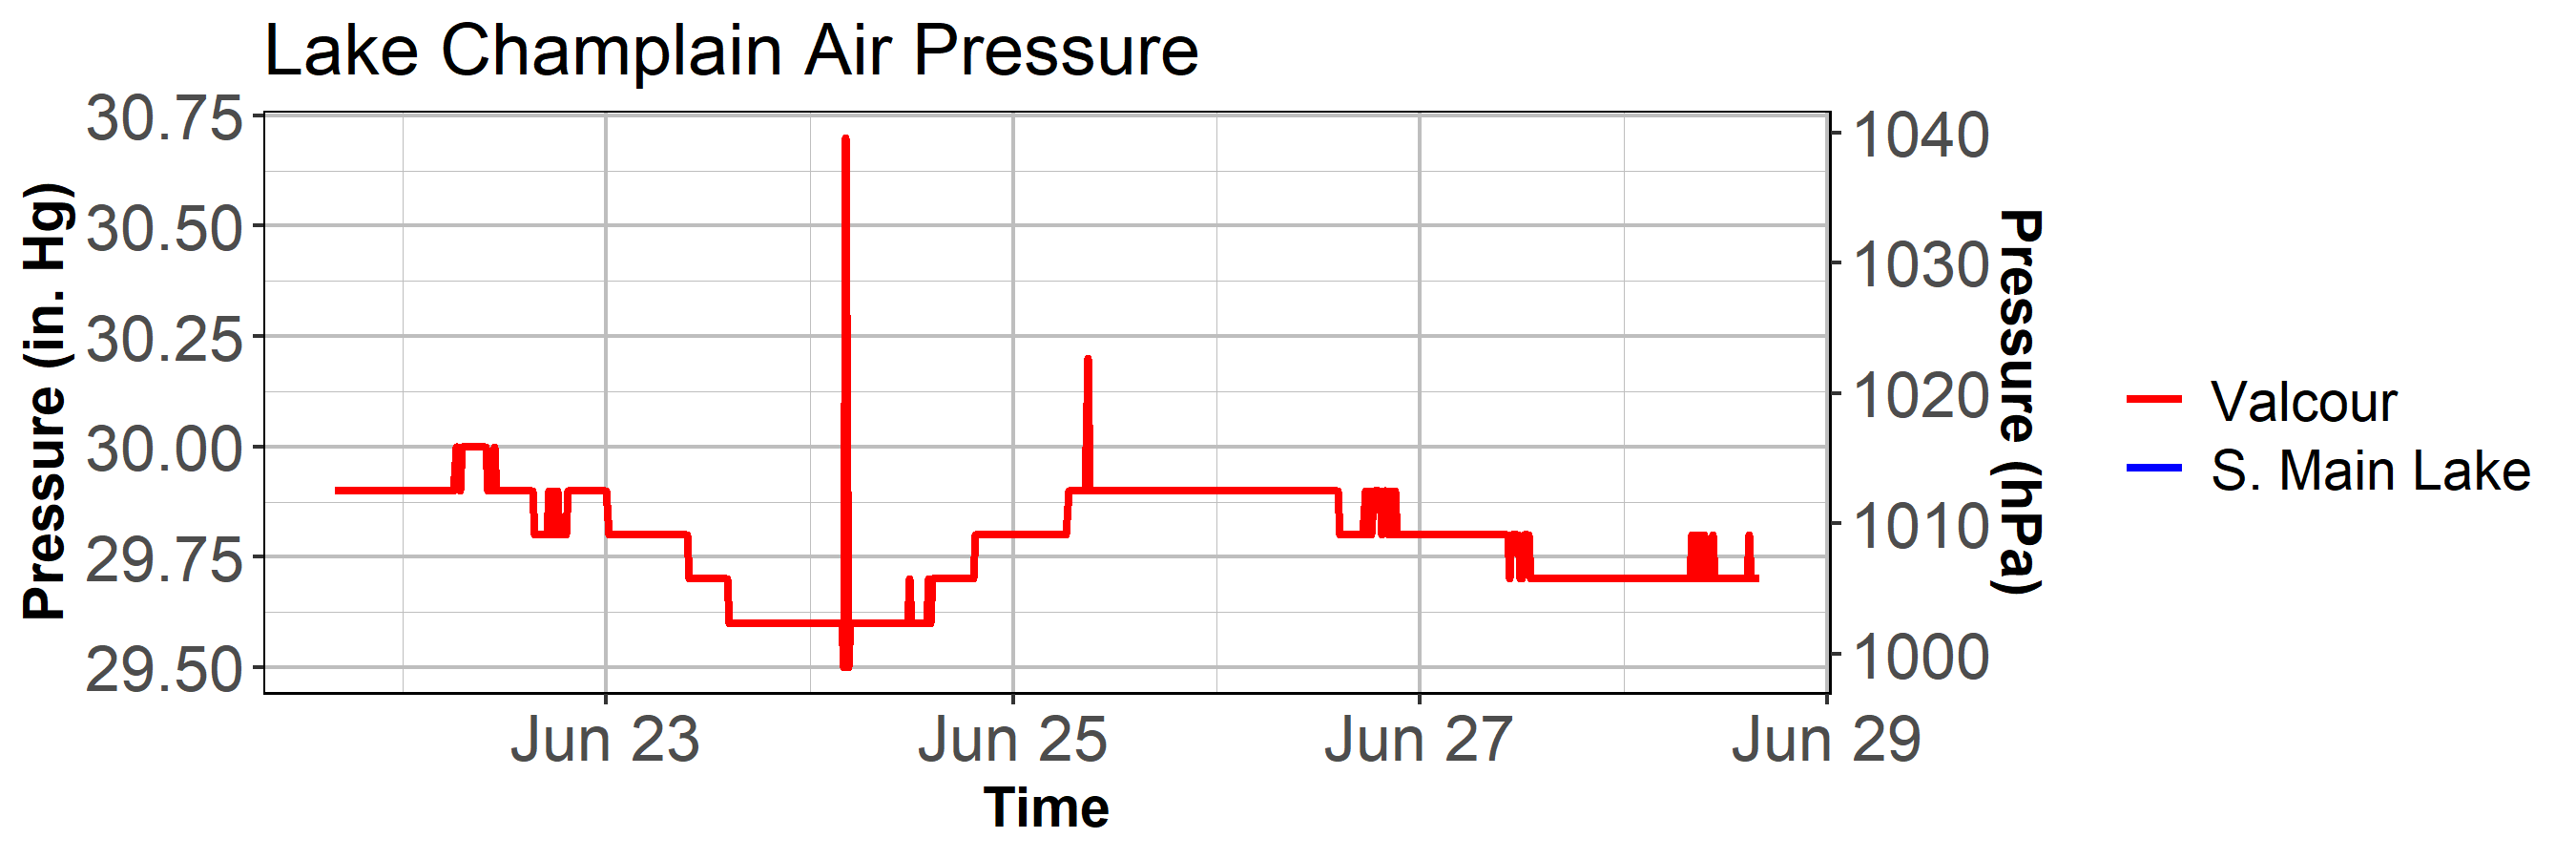 Lake Champlain Air Pressure
Pressure (in. Hg)
30.75
30.50
30.25
30.00
29.75
29.50
1040
1030
1020
1010
1000
Pressure (hPa)
Jun 23
Jun 25
Jun 27
Jun 29
Time
Valcour
S. Main Lake